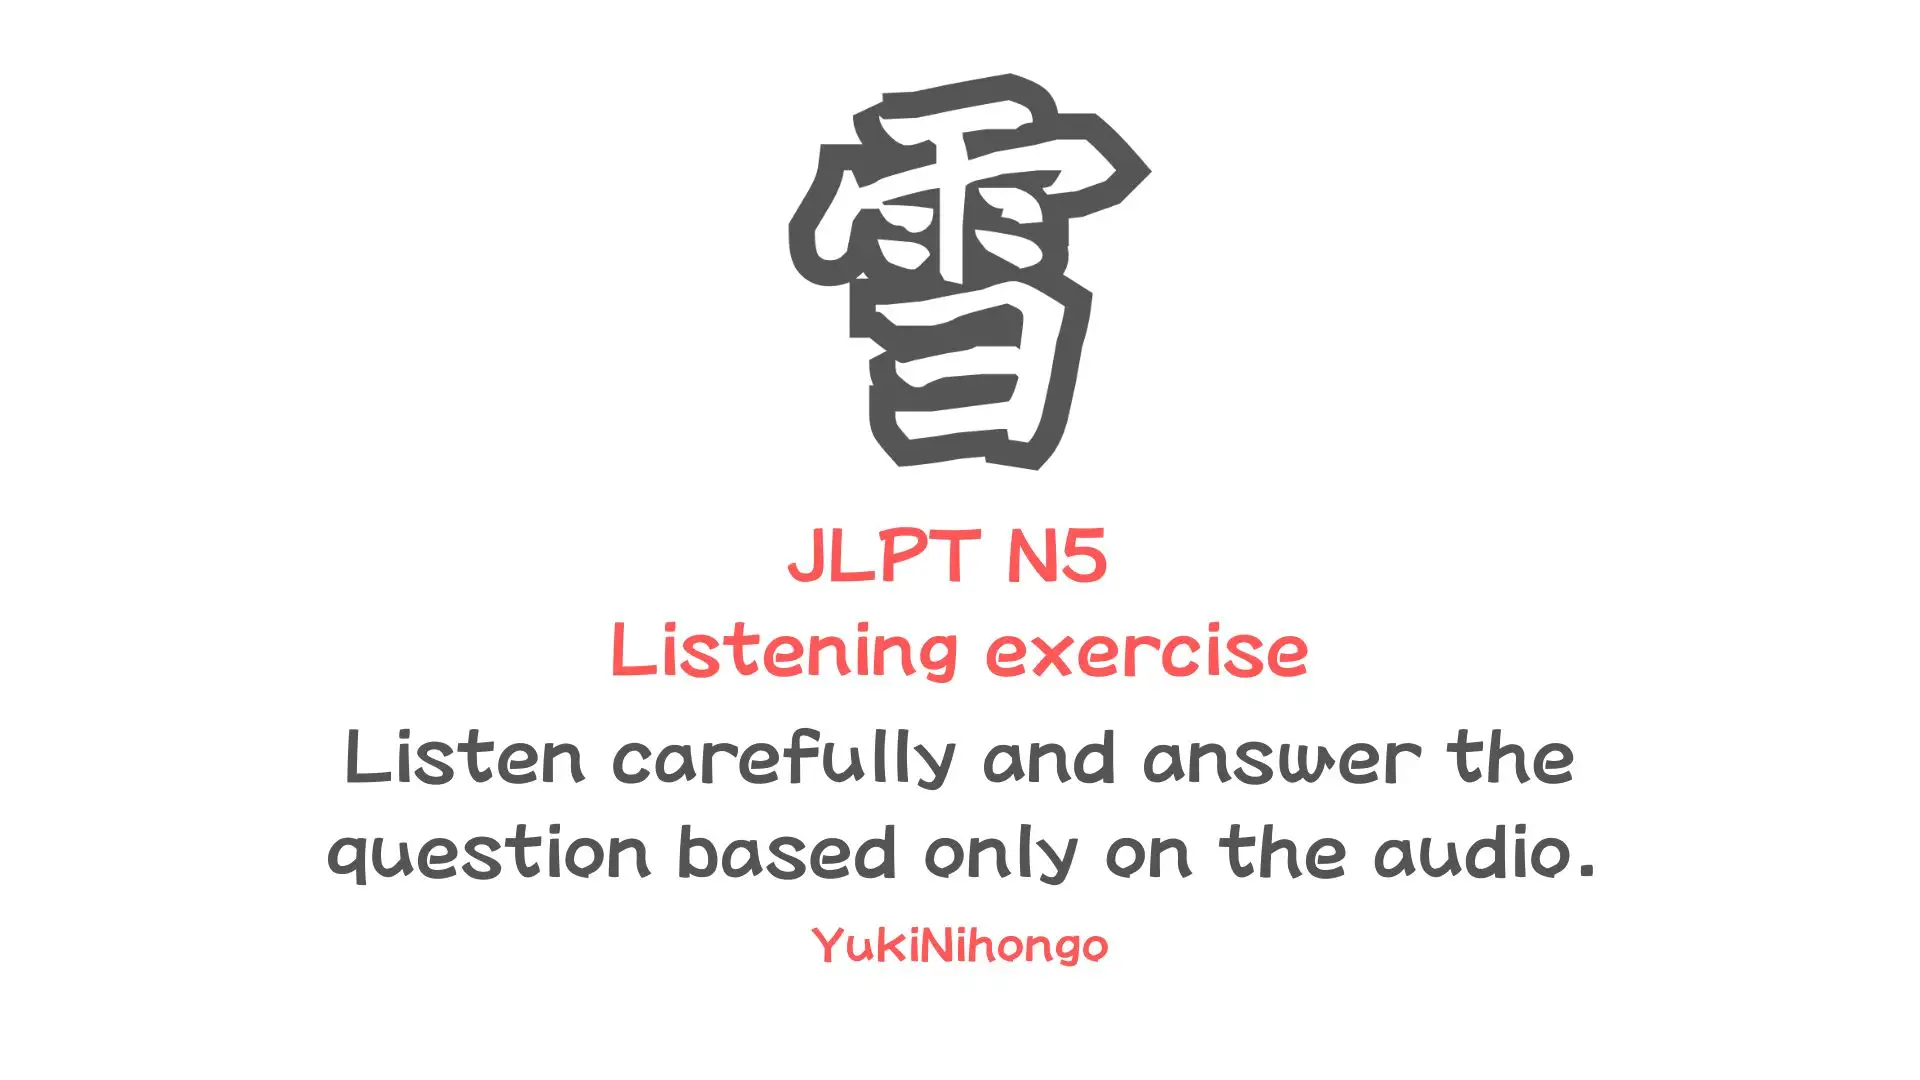 雪
JLPT N5
Listening exercise
Listen carefully and answer the
question based only on the audio.
YukiNihongo